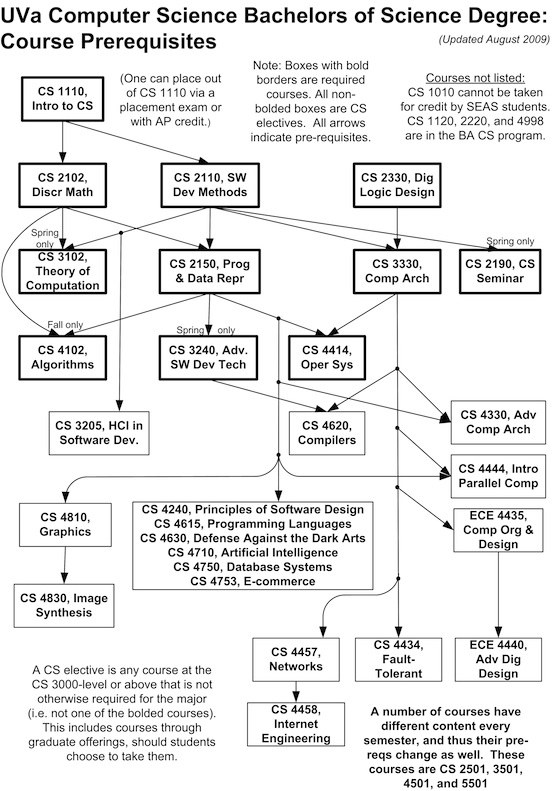 UVa Computer Science Bachelors of Science Degree:
Course Prerequisites
(Updated August 2009)
CS 1110,
Intro to CS
(One can place out
of CS 1110 via a
placement exam or
with AP credit.)
Note: Boxes with bold
borders are required
courses. All non-
bolded boxes are CS
electives. All arrows
indicate pre-requisites.
Courses not listed:
CS 1010 cannot be taken
for credit by SEAS students.
CS 1120, 2220, and 4998
are in the BA CS program.
CS 2102,
Discr Math
CS 2110, SW
Dev Methods
CS 2330, Dig
Logic Design
Spring
only
CS 3102,
Theory of
Computation
CS 2150, Prog
& Data Repr
CS 3330,
Comp Arch
Spring only
CS 2190, CS
Seminar
Fall only
CS 4102,
Algorithms
Spring only
CS 3240, Adv.
SW Dev Tech
CS 4414,
Oper Sys
CS 3205, HCI in
Software Dev.
CS 4620,
Compilers
CS 4330, Adv
Comp Arch
CS 4444, Intro
Parallel Comp
CS 4810,
Graphics
CS 4240, Principles of Software Design
CS 4615, Programming Languages
CS 4630, Defense Against the Dark Arts
CS 4710, Artificial Intelligence
CS 4750, Database Systems
CS 4753, E-commerce
ECE 4435,
Comp Org &
Design
CS 4830, Image
Synthesis
CS 4457,
Networks
CS 4434,
Fault-
Tolerant
ECE 4440,
Adv Dig
Design
CS 4458,
Internet
Engineering
A CS elective is any course at the
CS 3000-level or above that is not
otherwise required for the major
(i.e. not one of the bolded courses).
This includes courses through
graduate offerings, should students
choose to take them.
A number of courses have
different content every
semester, and thus their pre-
reqs change as well. These
courses are CS 2501, 3501,
4501, and 5501